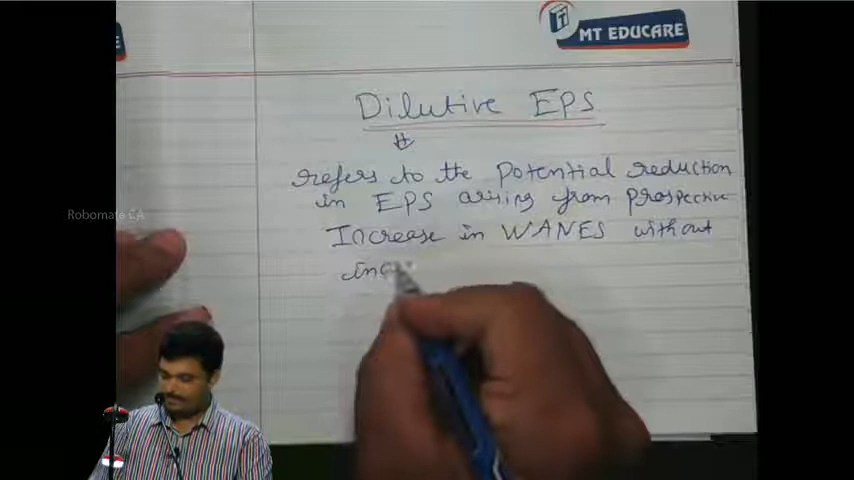 MT EDUCARE
Dilutive EPS
refers to the potential reduction
in EPS arising from prospective
Increase in WANES without
Robomate CA